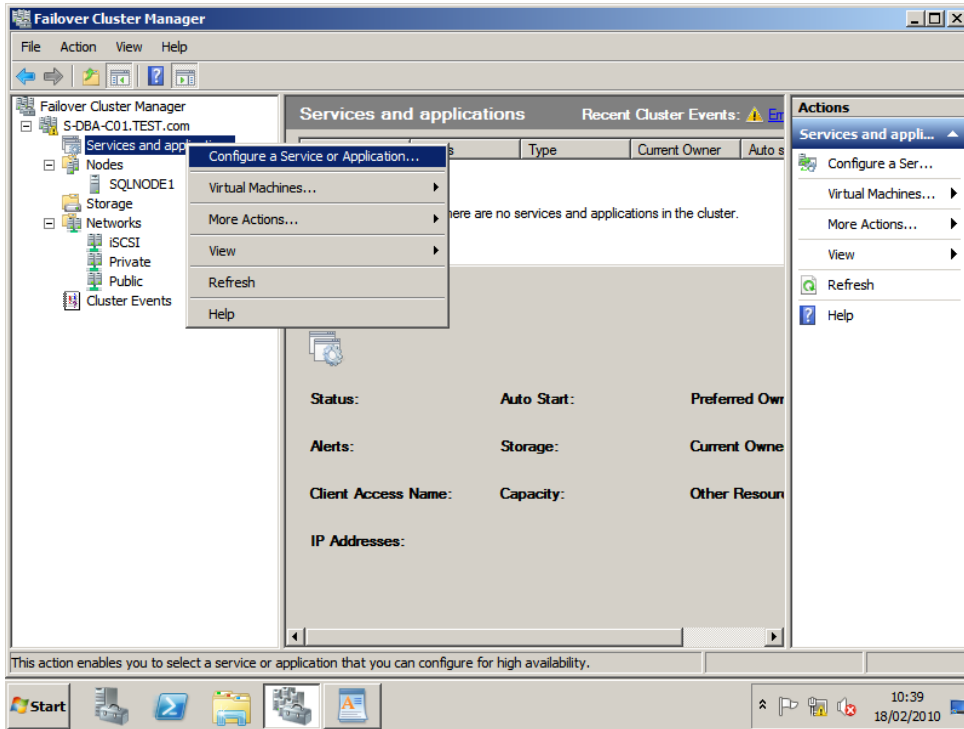 Failover Cluster Manager
File Action View Help
Failover Cluster Manager
S-DBA-C01.TEST.com
Services and app
Nodes
SQLNODE1
Storage
Networks
iSCSI
Private
Public
Cluster Events
Configure a Service or Application...
Virtual Machines...
More Actions...
View
Refresh
Help
Services and applications Recent Cluster Events:
Type Current Owner Auto s
here are no services and applications in the cluster.
Status: Auto Start: Preferred Own
Alerts: Storage: Current Owne
Client Access Name: Capacity: Other Resour
IP Addresses:
Actions
Services and appli...
Configure a Ser...
Virtual Machines...
More Actions...
View
Refresh
Help
This action enables you to select a service or application that you can configure for high availability.
Start
10:39
18/02/2010